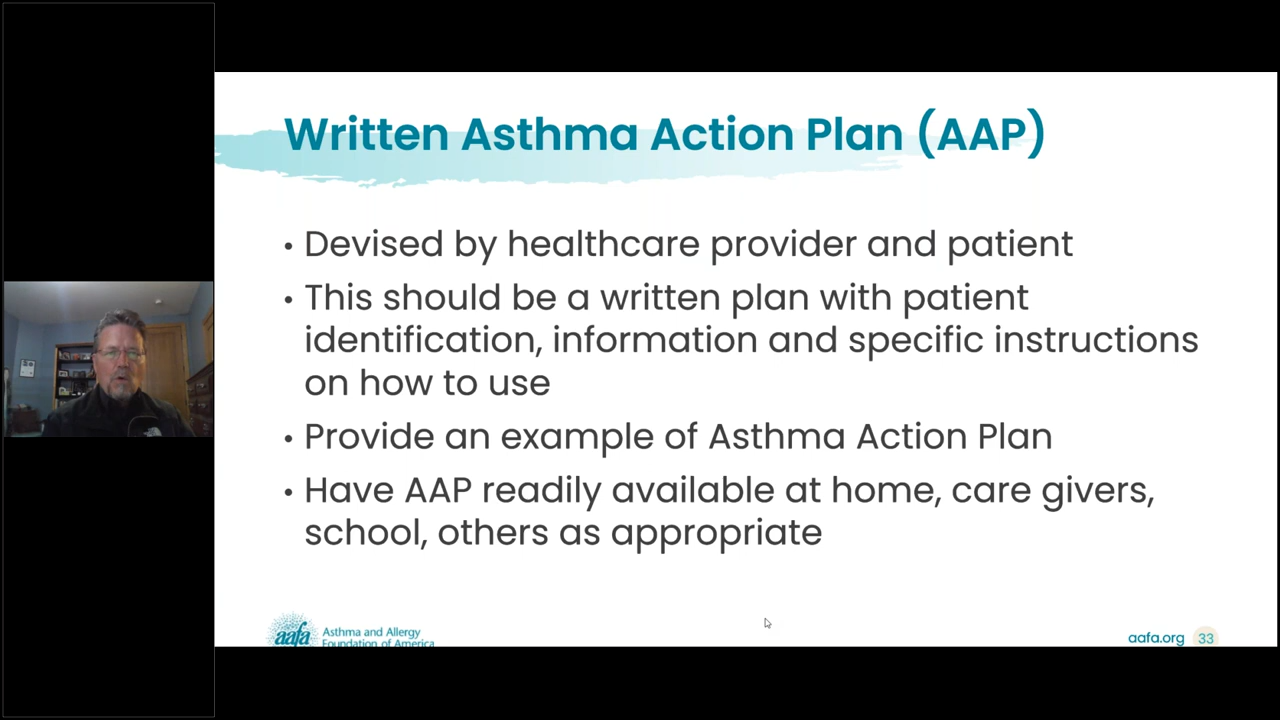 Written Asthma Action Plan (AAP)
• Devised by healthcare provider and patient
• This should be a written plan with patient
identification, information and specific instructions
on how to use
• Provide an example of Asthma Action Plan
• Have AAP readily available at home, care givers,
school, others as appropriate
aafa
Asthma and Allergy
Foundation of America
aafa.org 33